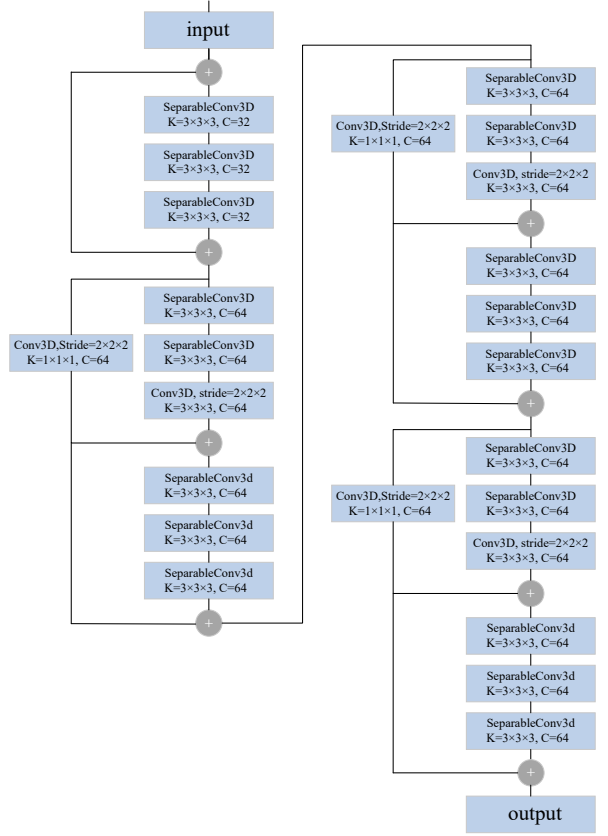 input
+
SeparableConv3D
K=3×3×3, C=32
SeparableConv3D
K=3×3×3, C=32
SeparableConv3D
K=3×3×3, C=32
+
SeparableConv3D
K=3×3×3, C=64
Conv3D,Stride=2×2×2
K=1×1×1, C=64
SeparableConv3D
K=3×3×3, C=64
Conv3D, stride=2×2×2
K=3×3×3, C=64
+
SeparableConv3d
K=3×3×3, C=64
SeparableConv3d
K=3×3×3, C=64
SeparableConv3d
K=3×3×3, C=64
+
SeparableConv3D
K=3×3×3, C=64
Conv3D,Stride=2×2×2
K=1×1×1, C=64
SeparableConv3D
K=3×3×3, C=64
Conv3D, stride=2×2×2
K=3×3×3, C=64
+
SeparableConv3D
K=3×3×3, C=64
SeparableConv3D
K=3×3×3, C=64
SeparableConv3D
K=3×3×3, C=64
+
SeparableConv3D
K=3×3×3, C=64
Conv3D,Stride=2×2×2
K=1×1×1, C=64
SeparableConv3D
K=3×3×3, C=64
Conv3D, stride=2×2×2
K=3×3×3, C=64
+
SeparableConv3d
K=3×3×3, C=64
SeparableConv3d
K=3×3×3, C=64
SeparableConv3d
K=3×3×3, C=64
+
output